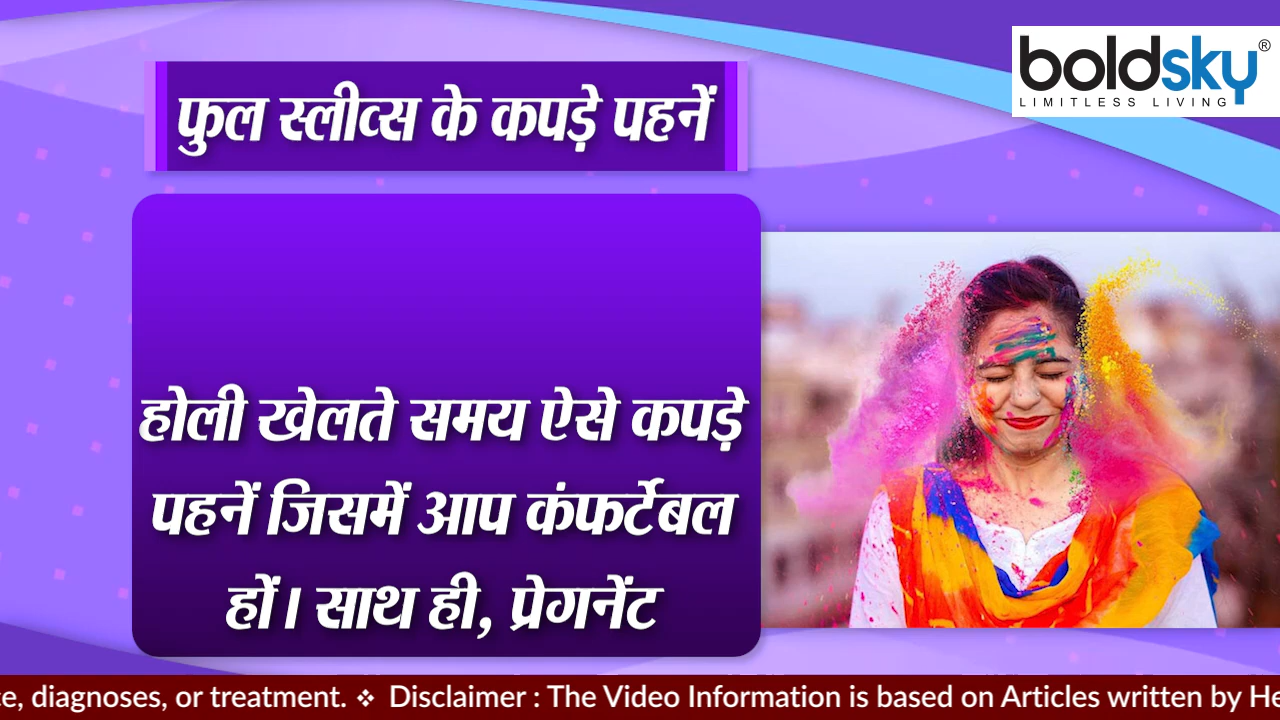 boldsky®
LIMITLESS LIVING
फुल स्लीव्स के कपड़े पहनें
होली खेलते समय ऐसे कपड़े
पहनें जिसमें आप कंफर्टेबल
हों। साथ ही, प्रेगनेंट
ce, diagnoses, or treatment. ❖ Disclaimer : The Video Information is based on Articles written by He